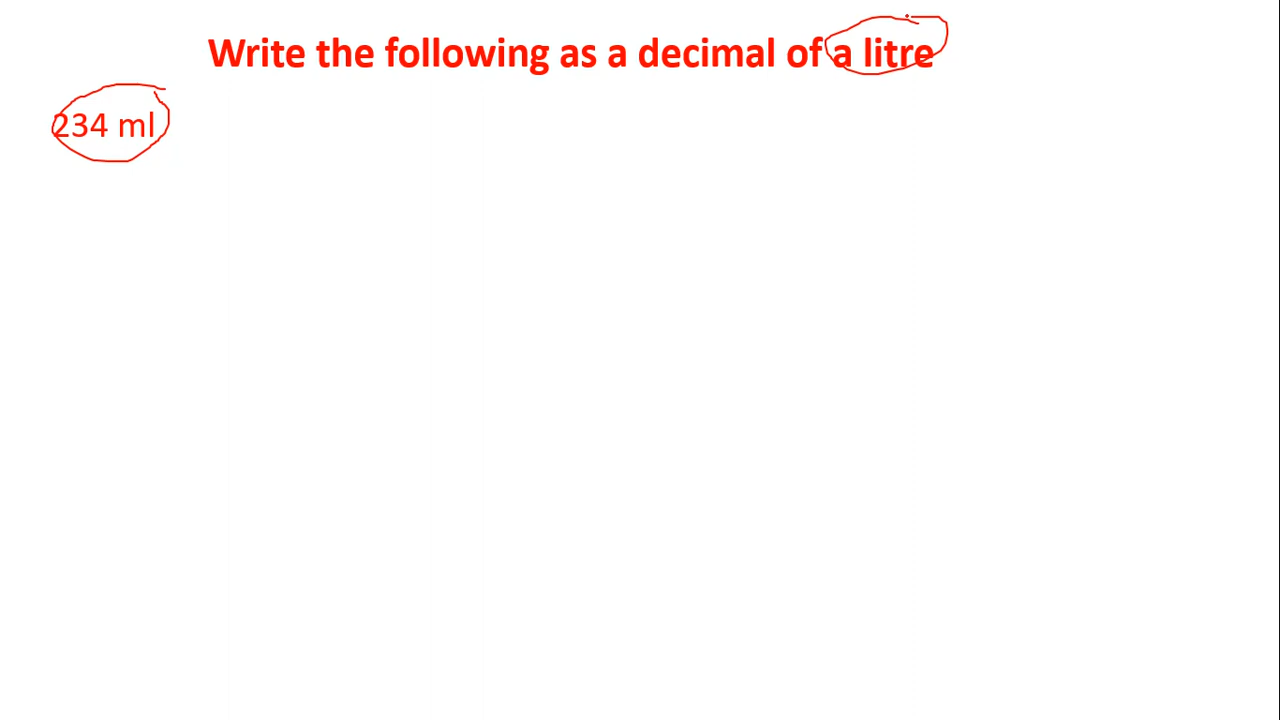 Write the following as a decimal of a litre
234 ml